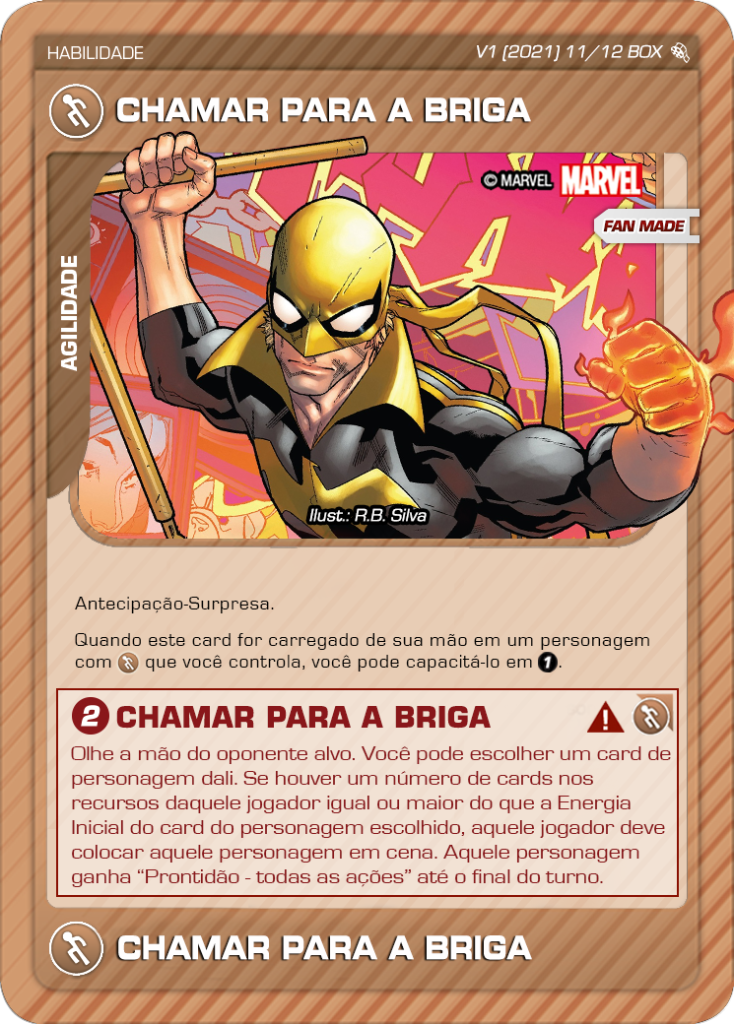 HABILIDADE
V1 (2021) 11/12 BOX
CHAMAR PARA A BRIGA
© MARVEL MARVEL
FAN MADE
AGILIDADE
Ilust.: R.B. Silva
Antecipação-Surpresa.
Quando este card for carregado de sua mão em um personagem
com que você controla, você pode capacitá-lo em 1.
2 CHAMAR PARA A BRIGA
Olhe a mão do oponente alvo. Você pode escolher um card de
personagem dali. Se houver um número de cards nos
recursos daquele jogador igual ou maior do que a Energia
Inicial do card do personagem escolhido, aquele jogador deve
colocar aquele personagem em cena. Aquele personagem
ganha “Prontidão - todas as ações” até o final do turno.
CHAMAR PARA A BRIGA